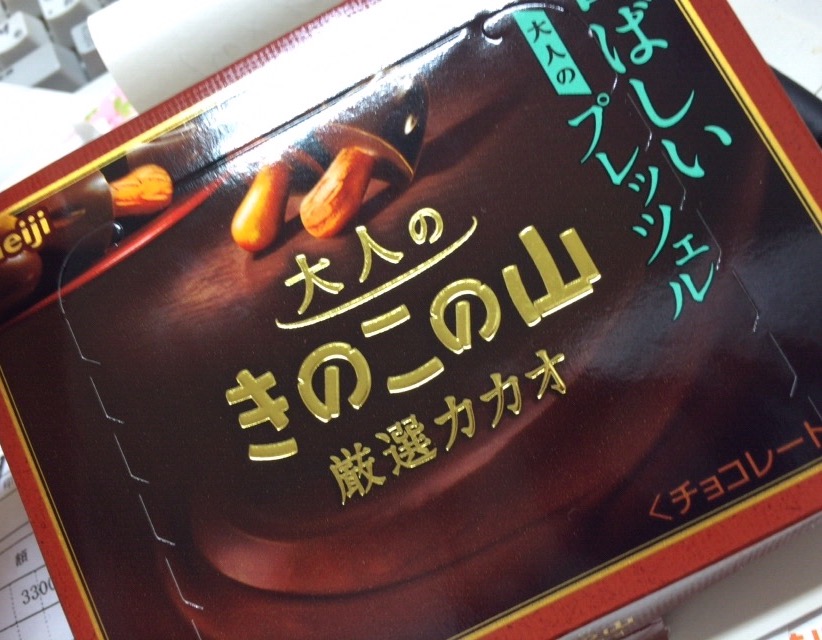 大人の
ばしい
プレッツェル
meiji
大人の
きのこの山
厳選カカオ
<チョコレート
額
3300